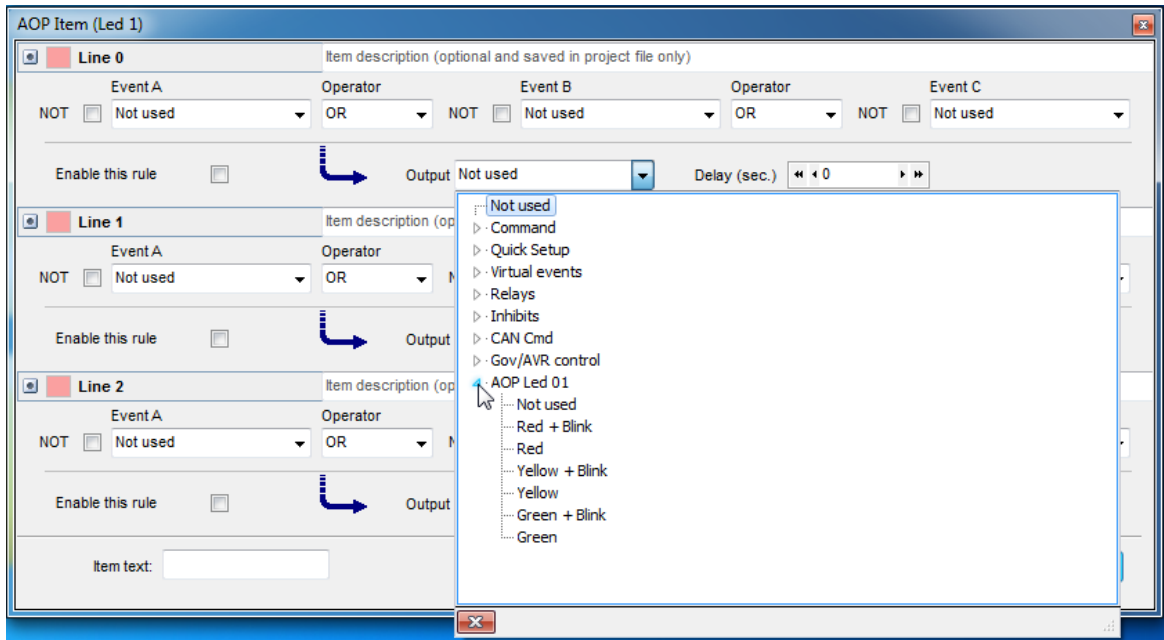 AOP Item (Led 1)
Line 0 Item description (optional and saved in project file only)
Event A Operator Event B Operator Event C
NOT Not used OR NOT Not used OR NOT Not used
Enable this rule Output Not used Delay (sec.) 0
Not used
Line 1 Item description (op
Command
Event A Operator
Quick Setup
NOT Not used OR
Virtual events
Relays
Inhibits
Enable this rule Output
CAN Cmd
Gov/AVR control
Line 2 Item description (op
AOP Led 01
Event A Operator
Not used
Red + Blink
NOT Not used OR
Red
Yellow + Blink
Yellow
Enable this rule Output
Green + Blink
Green
Item text: